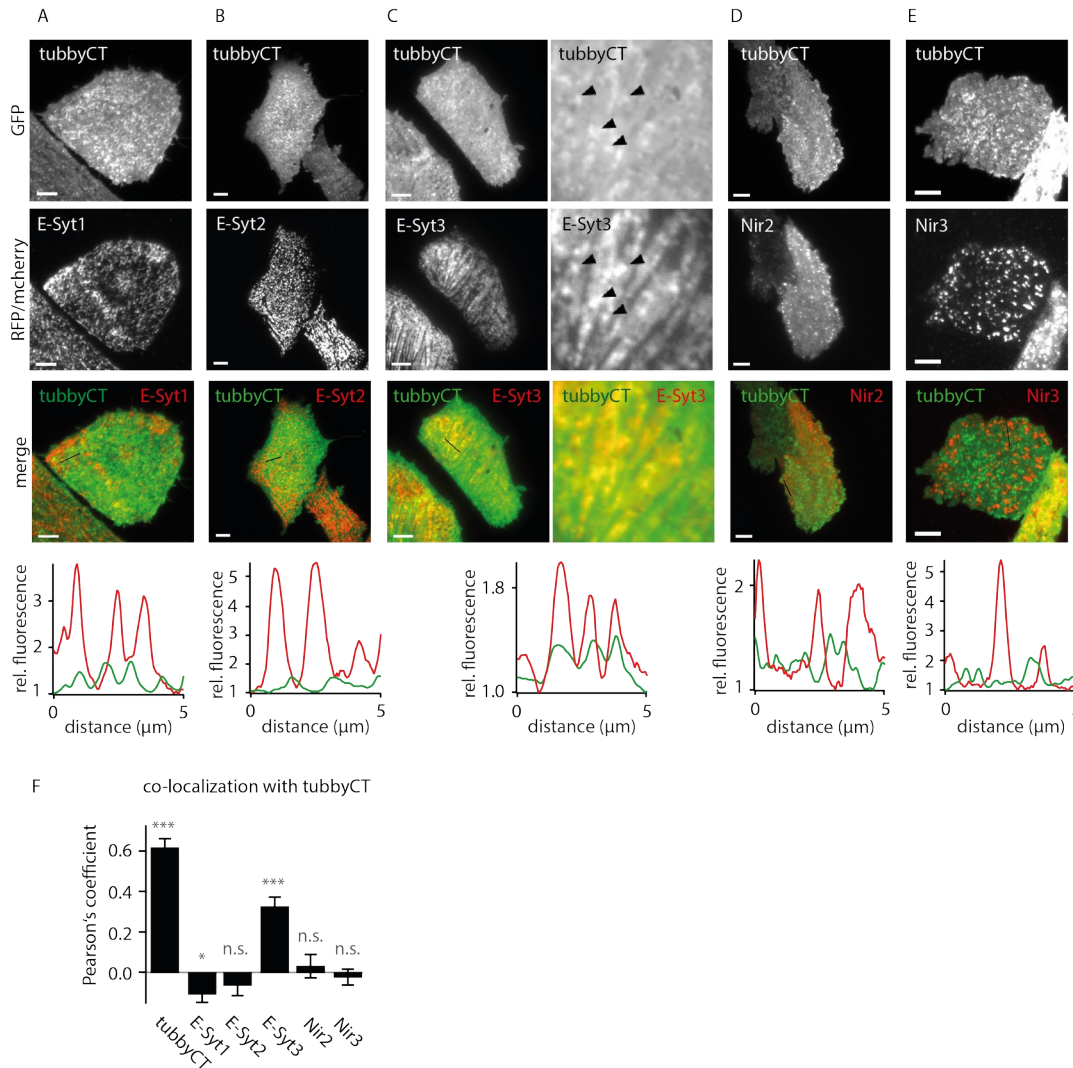 A B C D E
tubbyCT tubbyCT tubbyCT tubbyCT tubbyCT tubbyCT
GFP
E-Syt1 E-Syt2 E-Syt3 E-Syt3 Nir2 Nir3
RFP/mcherry
tubbyCT E-Syt1 tubbyCT E-Syt2 tubbyCT E-Syt3 tubbyCT E-Syt3 tubbyCT Nir2 tubbyCT Nir3
merge
rel. fluorescence
3
2
1
0 5
distance (µm)
rel. fluorescence
5
4
3
2
1
0 5
distance (µm)
rel. fluorescence
1.8
1.0
0 5
distance (µm)
rel. fluorescence
2
1
0 5
distance (µm)
rel. fluorescence
5
4
3
2
1
0 5
distance (µm)
F co-localization with tubbyCT
Pearson's coefficient
0.6
0.4
0.2
0.0
*** * n.s. *** n.s. n.s.
tubbyCT E-Syt1 E-Syt2 E-Syt3 Nir2 Nir3